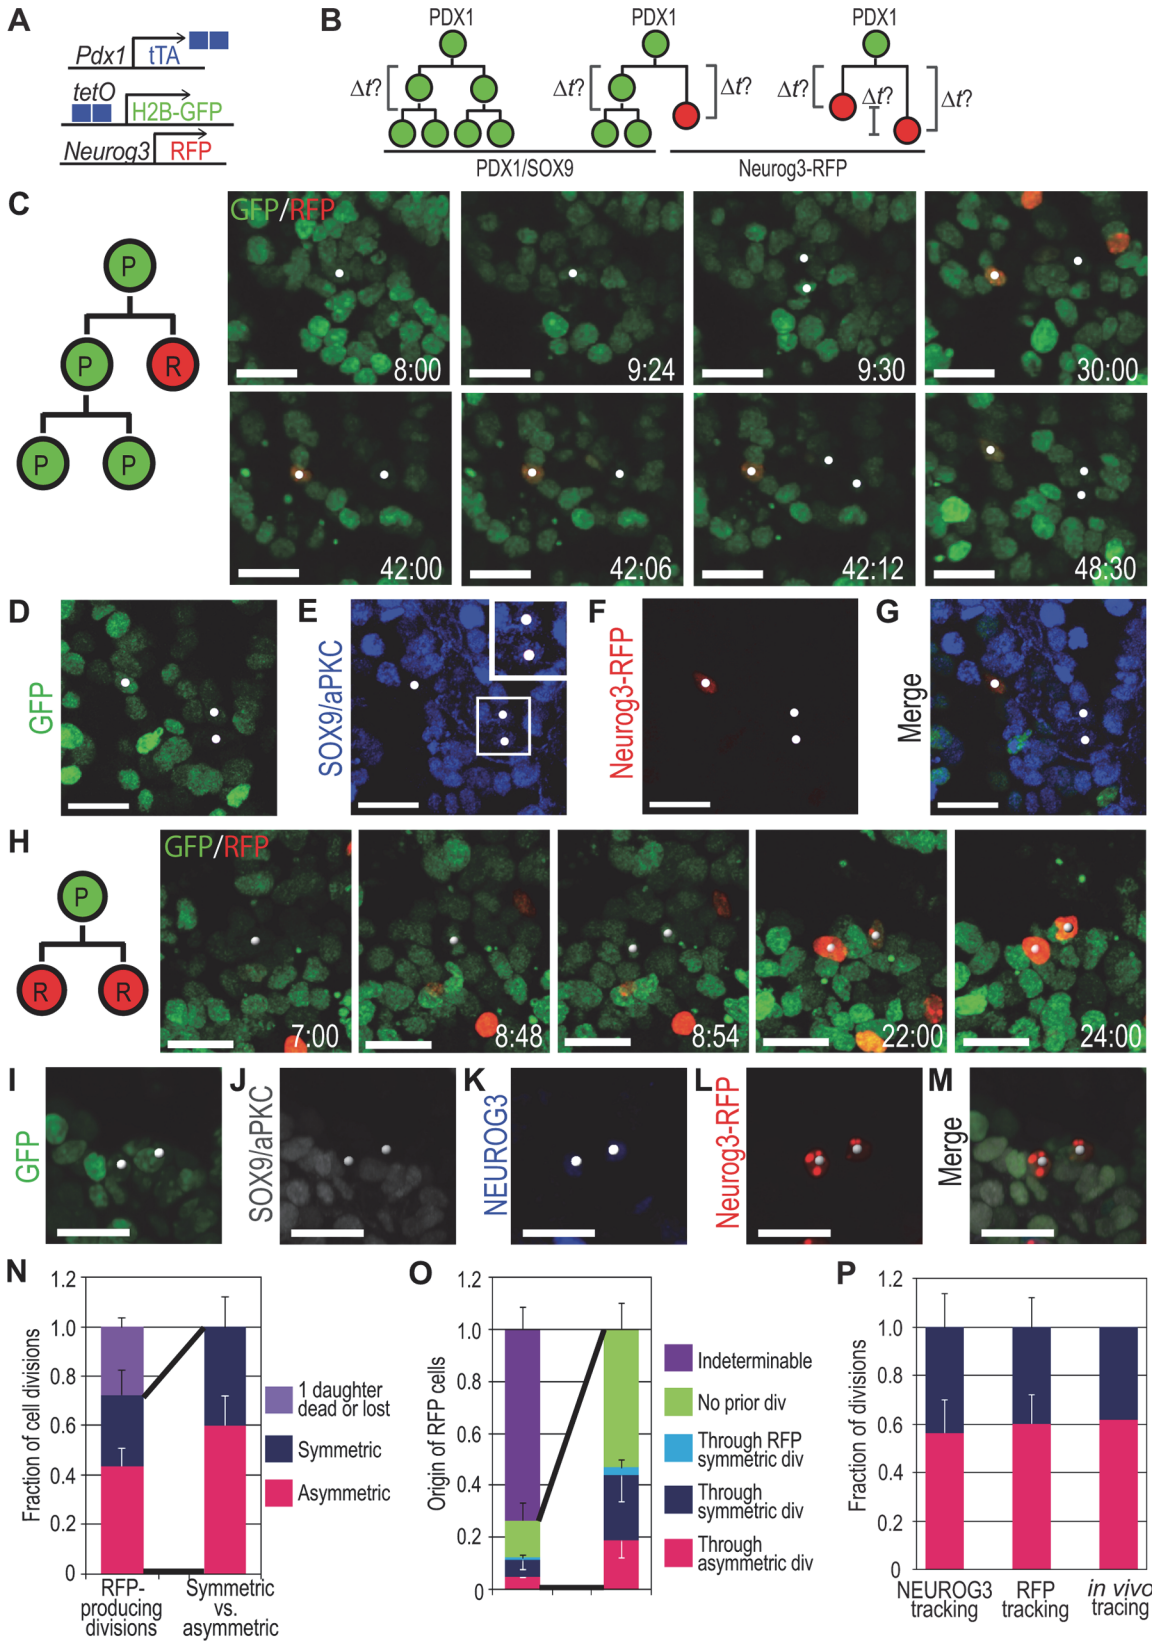 A
Pdx1 tTA
tetO
H2B-GFP
Neurog3 RFP
B
PDX1 PDX1 PDX1
Δt? Δt? Δt? Δt? Δt? Δt?
PDX1/SOX9 Neurog3-RFP
C
P
P R
P P
GFP/RFP
8:00 9:24 9:30 30:00
42:00 42:06 42:12 48:30
D GFP
E SOX9/aPKC
F Neurog3-RFP
G Merge
H
P
R R
GFP/RFP
7:00 8:48 8:54 22:00 24:00
I GFP
J SOX9/aPKC
K NEUROG3
L Neurog3-RFP
M Merge
N
Fraction of cell divisions
1.2
1.0
0.8
0.6
0.4
0.2
0
RFP-
producing
divisions
Symmetric
vs.
asymmetric
1 daughter
dead or lost
Symmetric
Asymmetric
O
Origin of RFP cells
1.2
1.0
0.8
0.6
0.4
0.2
0
Indeterminable
No prior div
Through RFP
symmetric div
Through
symmetric div
Through
asymmetric div
P
Fraction of divisions
1.2
1.0
0.8
0.6
0.4
0.2
0
NEUROG3
tracking
RFP
tracking
in vivo
tracing